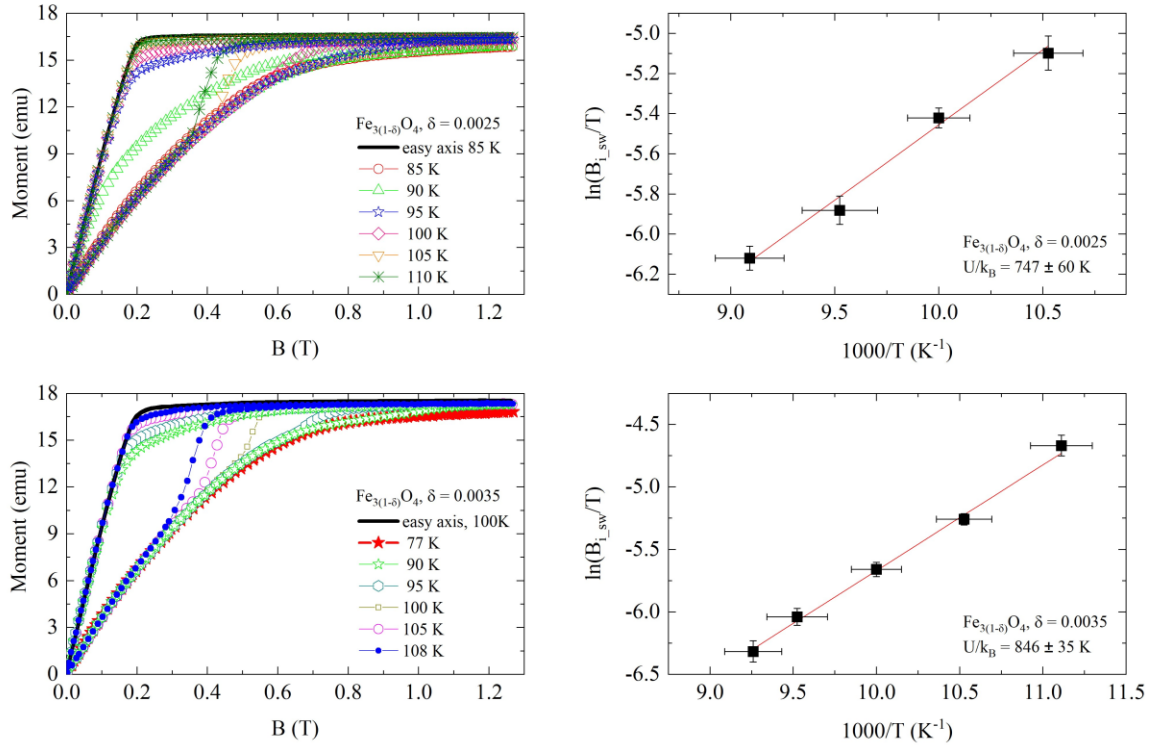 18
15
12
9
6
3
0
Moment (emu)
Fe3(1-δ)O4, δ = 0.0025
easy axis 85 K
85 K
90 K
95 K
100 K
105 K
110 K
0.0 0.2 0.4 0.6 0.8 1.0 1.2
B (T)
-5.0
-5.2
-5.4
-5.6
-5.8
-6.0
-6.2
ln(Bi_sw/T)
Fe3(1-δ)O4, δ = 0.0025
U/kB = 747 ± 60 K
9.0 9.5 10.0 10.5
1000/T (K-1)
18
15
12
9
6
3
0
Moment (emu)
Fe3(1-δ)O4, δ = 0.0035
easy axis, 100K
77 K
90 K
95 K
100 K
105 K
108 K
0.0 0.2 0.4 0.6 0.8 1.0 1.2
B (T)
-4.5
-5.0
-5.5
-6.0
-6.5
ln(Bi_sw/T)
Fe3(1-δ)O4, δ = 0.0035
U/kB = 846 ± 35 K
9.0 9.5 10.0 10.5 11.0 11.5
1000/T (K-1)